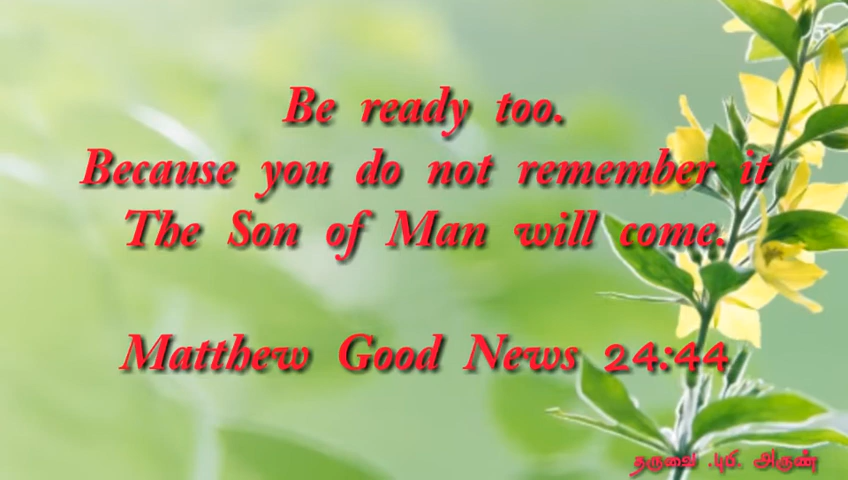 Be ready too.
Because you do not remember it
The Son of Man will come.
Matthew Good News 24:44
தருவை .பு.சி. அருண்